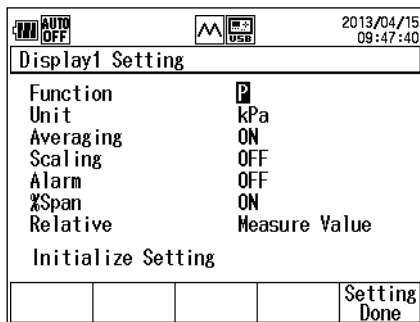 AUTO OFF USB 2013/04/15
09:47:40
Display1 Setting
Function P
Unit kPa
Averaging ON
Scaling OFF
Alarm OFF
%Span ON
Relative Measure Value
Initialize Setting
Setting
Done